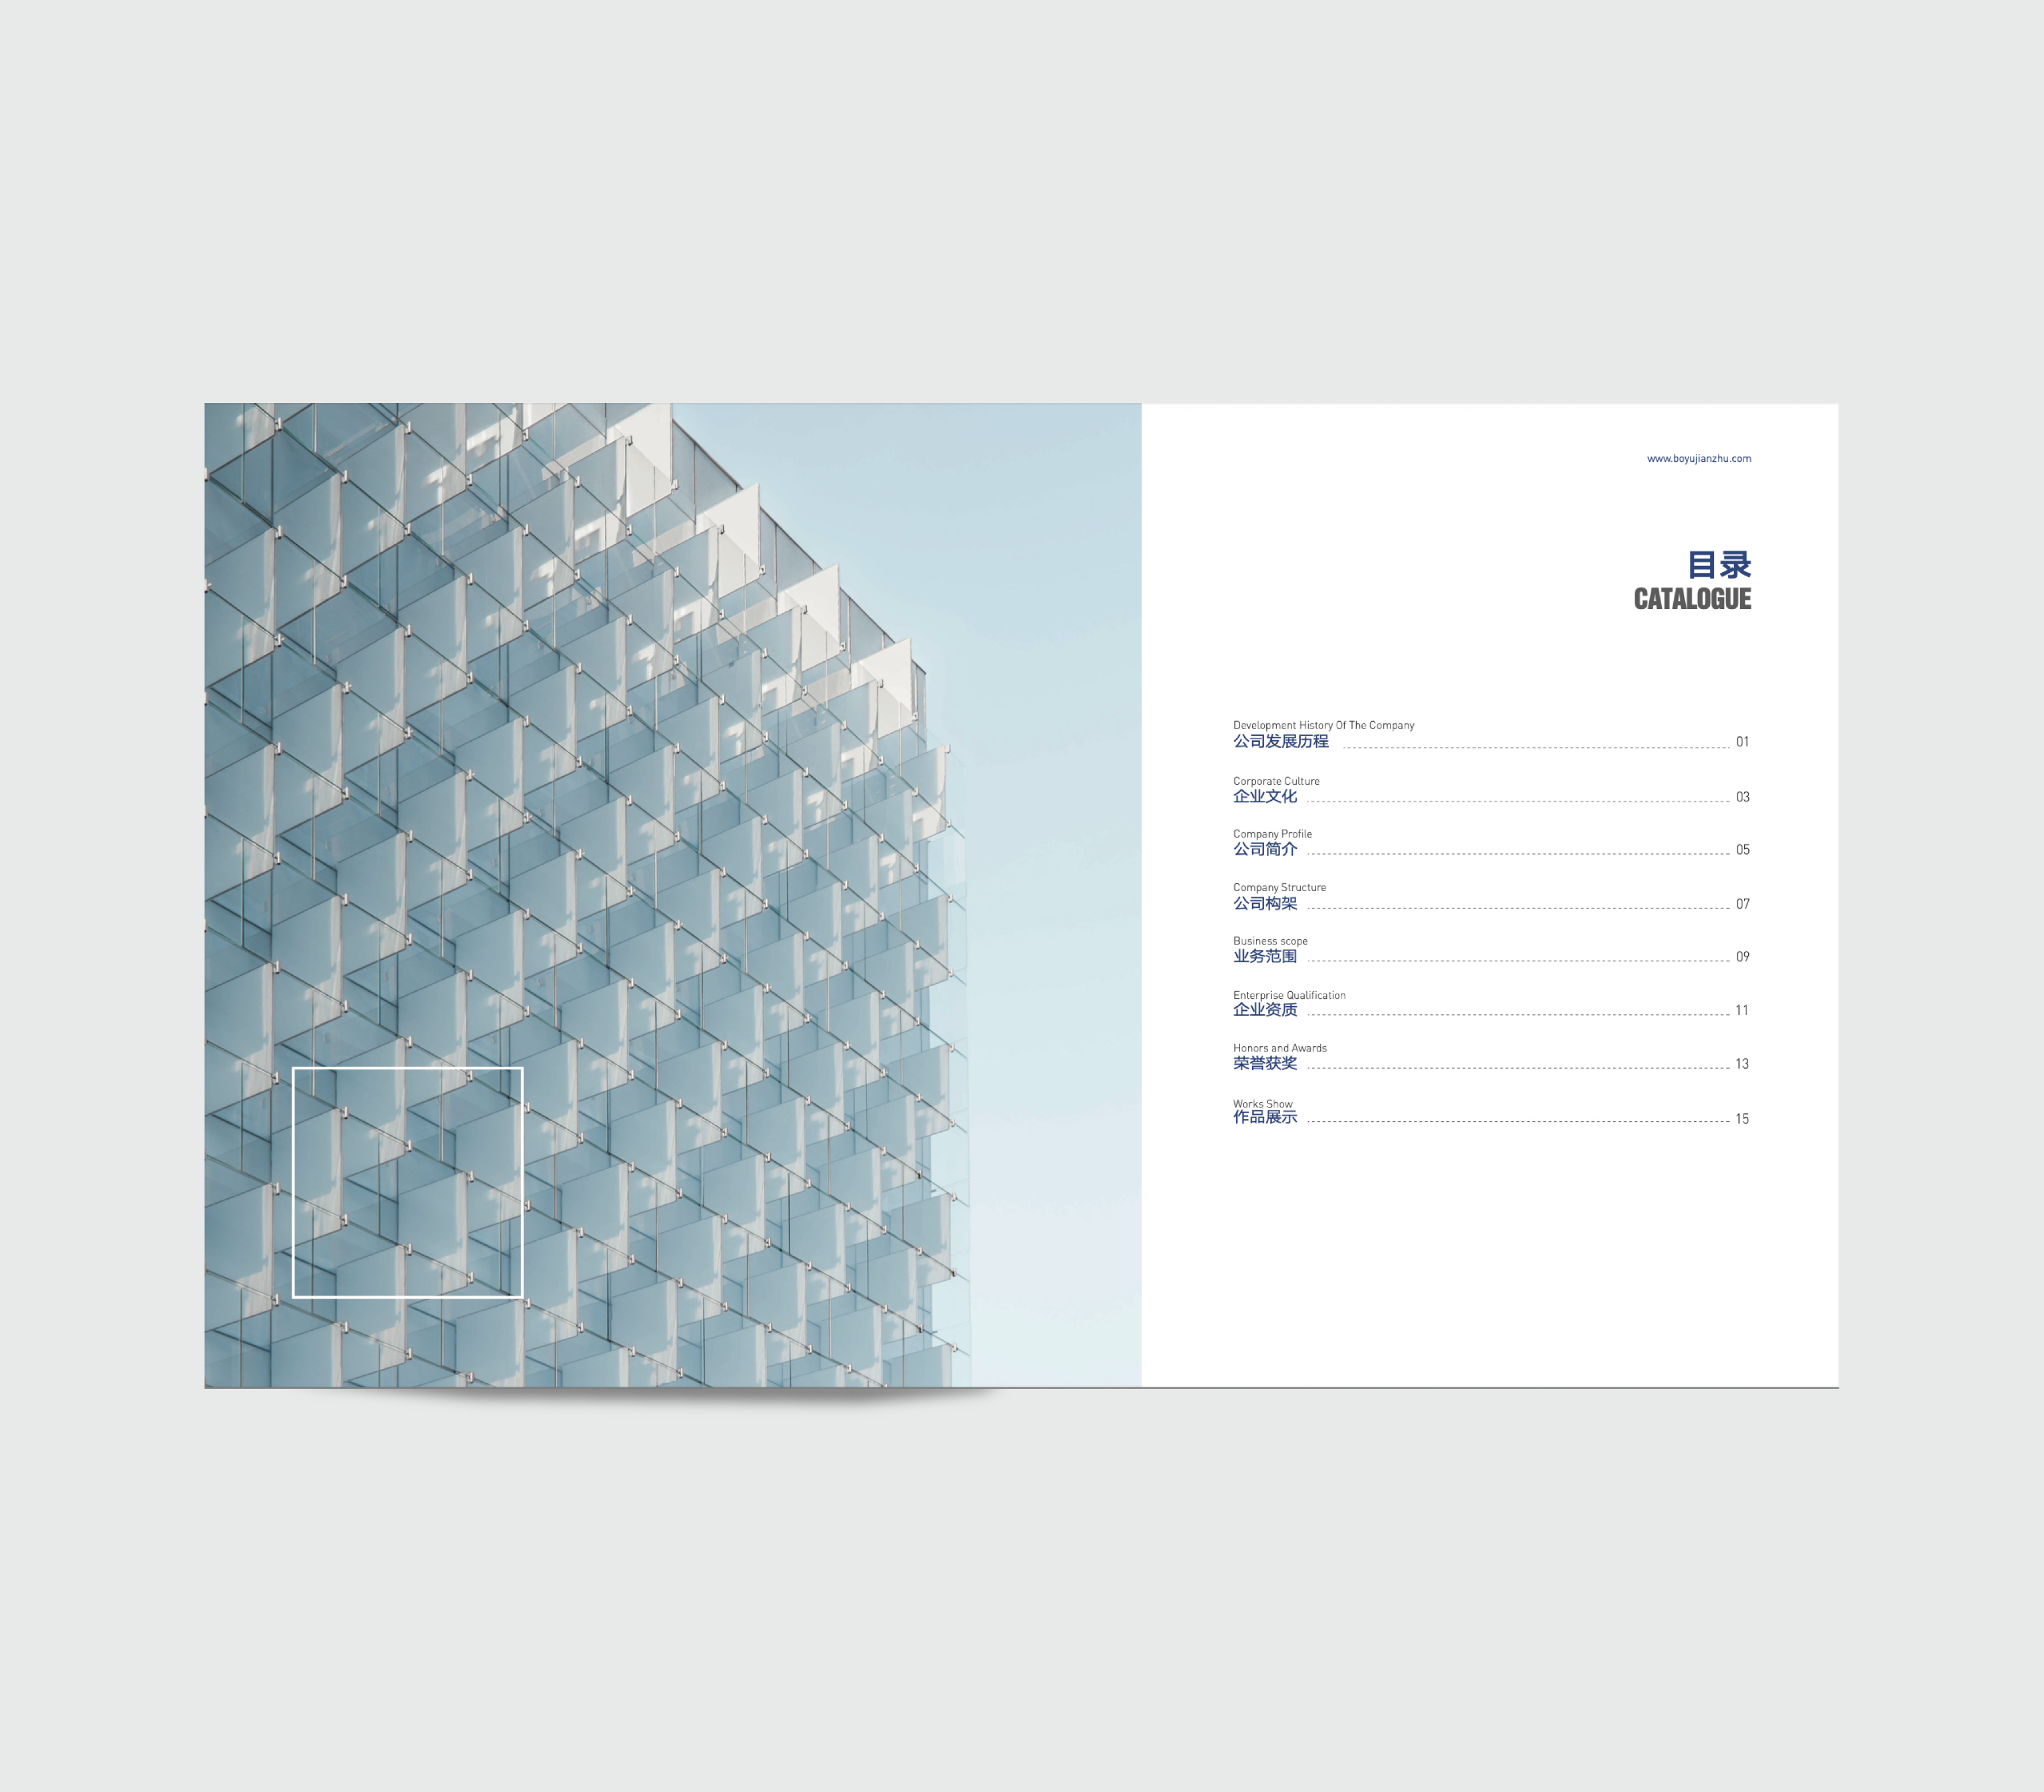 www.boyujianzhu.com
目录
CATALOGUE
Development History Of The Company
公司发展历程 01
Corporate Culture
企业文化 03
Company Profile
公司简介 05
Company Structure
公司构架 07
Business scope
业务范围 09
Enterprise Qualification
企业资质 11
Honors and Awards
荣誉获奖 13
Works Show
作品展示 15